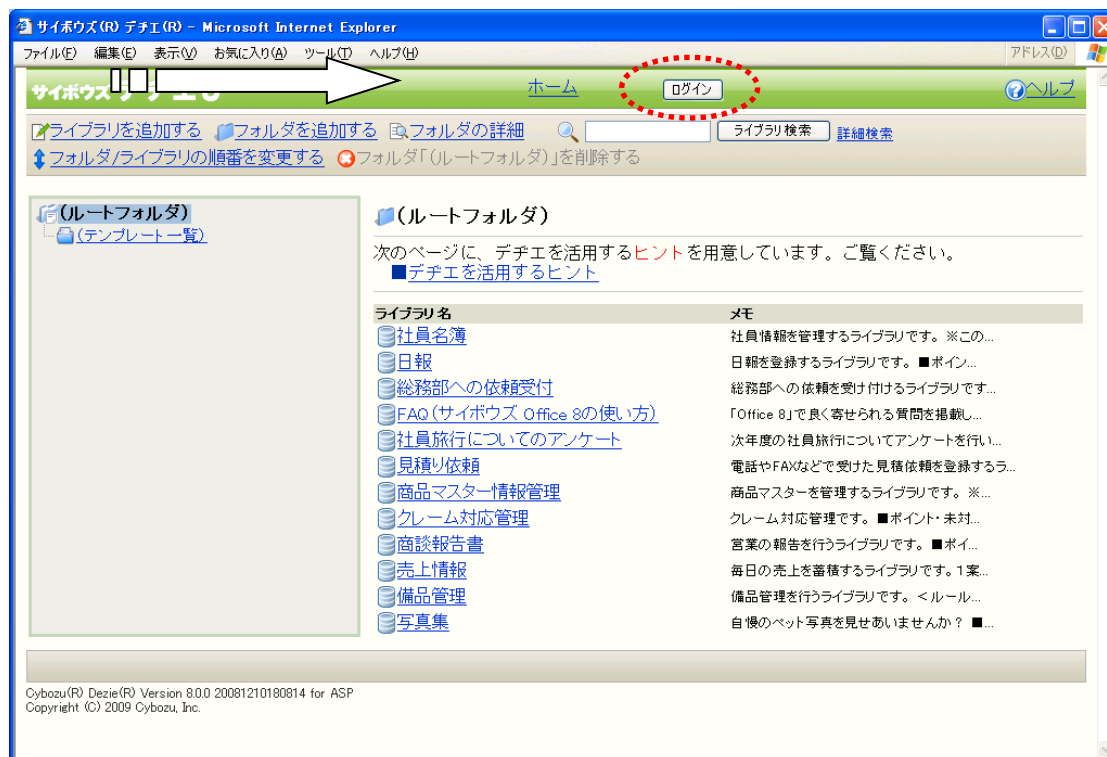 サイボウズ(R) デヂエ(R) - Microsoft Internet Explorer
ファイル(F) 編集(E) 表示(V) お気に入り(A) ツール(T) ヘルプ(H) アドレス(D)
サイボウズ デヂエ8 ホーム ログイン ヘルプ
ライブラリを追加する フォルダを追加する フォルダの詳細 ライブラリ検索 詳細検索
フォルダ/ライブラリの順番を変更する フォルダ「(ルートフォルダ)」を削除する
(ルートフォルダ)
(テンプレート一覧)
(ルートフォルダ)
次のページに、デヂエを活用するヒントを用意しています。ご覧ください。
■デヂエを活用するヒント
ライブラリ名 メモ
社員名簿 社員情報を管理するライブラリです。※この...
日報 日報を登録するライブラリです。■ポイン...
総務部への依頼受付 総務部への依頼を受け付けるライブラリです...
FAQ(サイボウズ Office 8の使い方) 「Office 8」で良く寄せられる質問を掲載し...
社員旅行についてのアンケート 次年度の社員旅行についてアンケートを行い...
見積り依頼 電話やFAXなどで受けた見積依頼を登録するラ...
商品マスター情報管理 商品マスターを管理するライブラリです。※...
クレーム対応管理 クレーム対応管理です。■ポイント・未対...
商談報告書 営業の報告を行うライブラリです。■ポイ...
売上情報 毎日の売上を蓄積するライブラリです。1案...
備品管理 備品管理を行うライブラリです。<ルール...
写真集 自慢のペット写真を見せあいませんか? ■...
Cybozu(R) Dezie(R) Version 8.0.0 20081210180814 for ASP
Copyright (C) 2009 Cybozu, Inc.